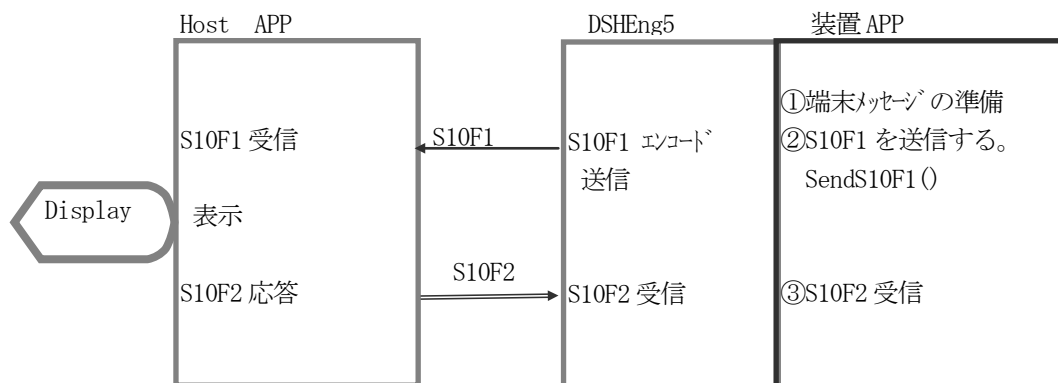 Host APP
DSHEng5
装置 APP
①端末ﾒｯｾｰｼﾞの準備
S10F1 受信
S10F1
S10F1 ｴﾝｺｰﾄﾞ
②S10F1 を送信する。
送信
SendS10F1()
Display
表示
S10F2 応答
S10F2
S10F2 受信
③S10F2 受信